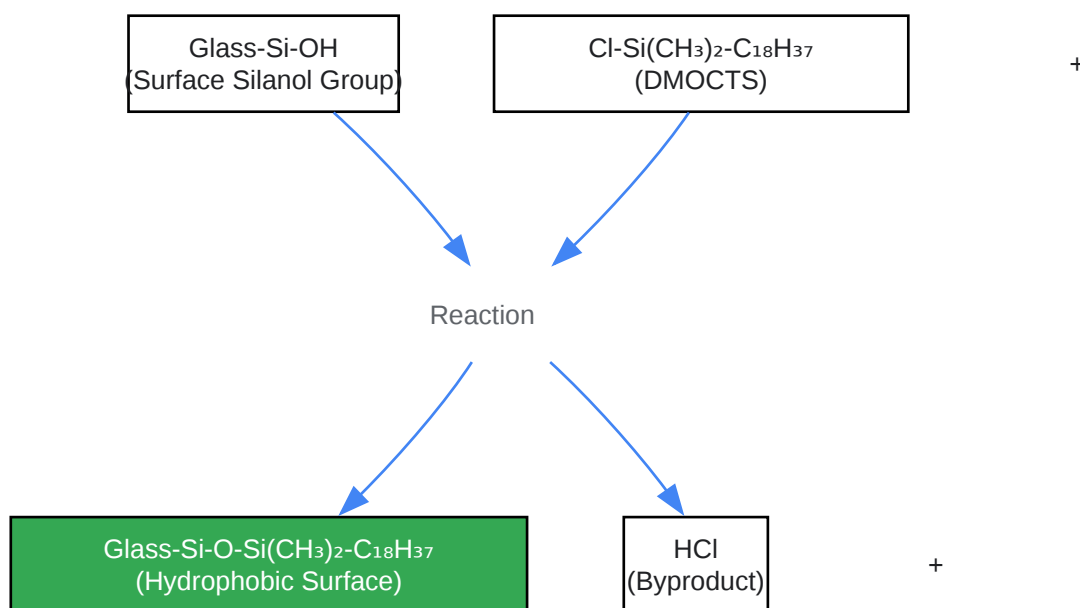 Glass-Si-OH
(Surface Silanol Group)
Cl-Si(CH₃)₂-C₁₈H₃₇
(DMOCTS)
+
Reaction
Glass-Si-O-Si(CH₃)₂-C₁₈H₃₇
(Hydrophobic Surface)
HCl
(Byproduct)
+